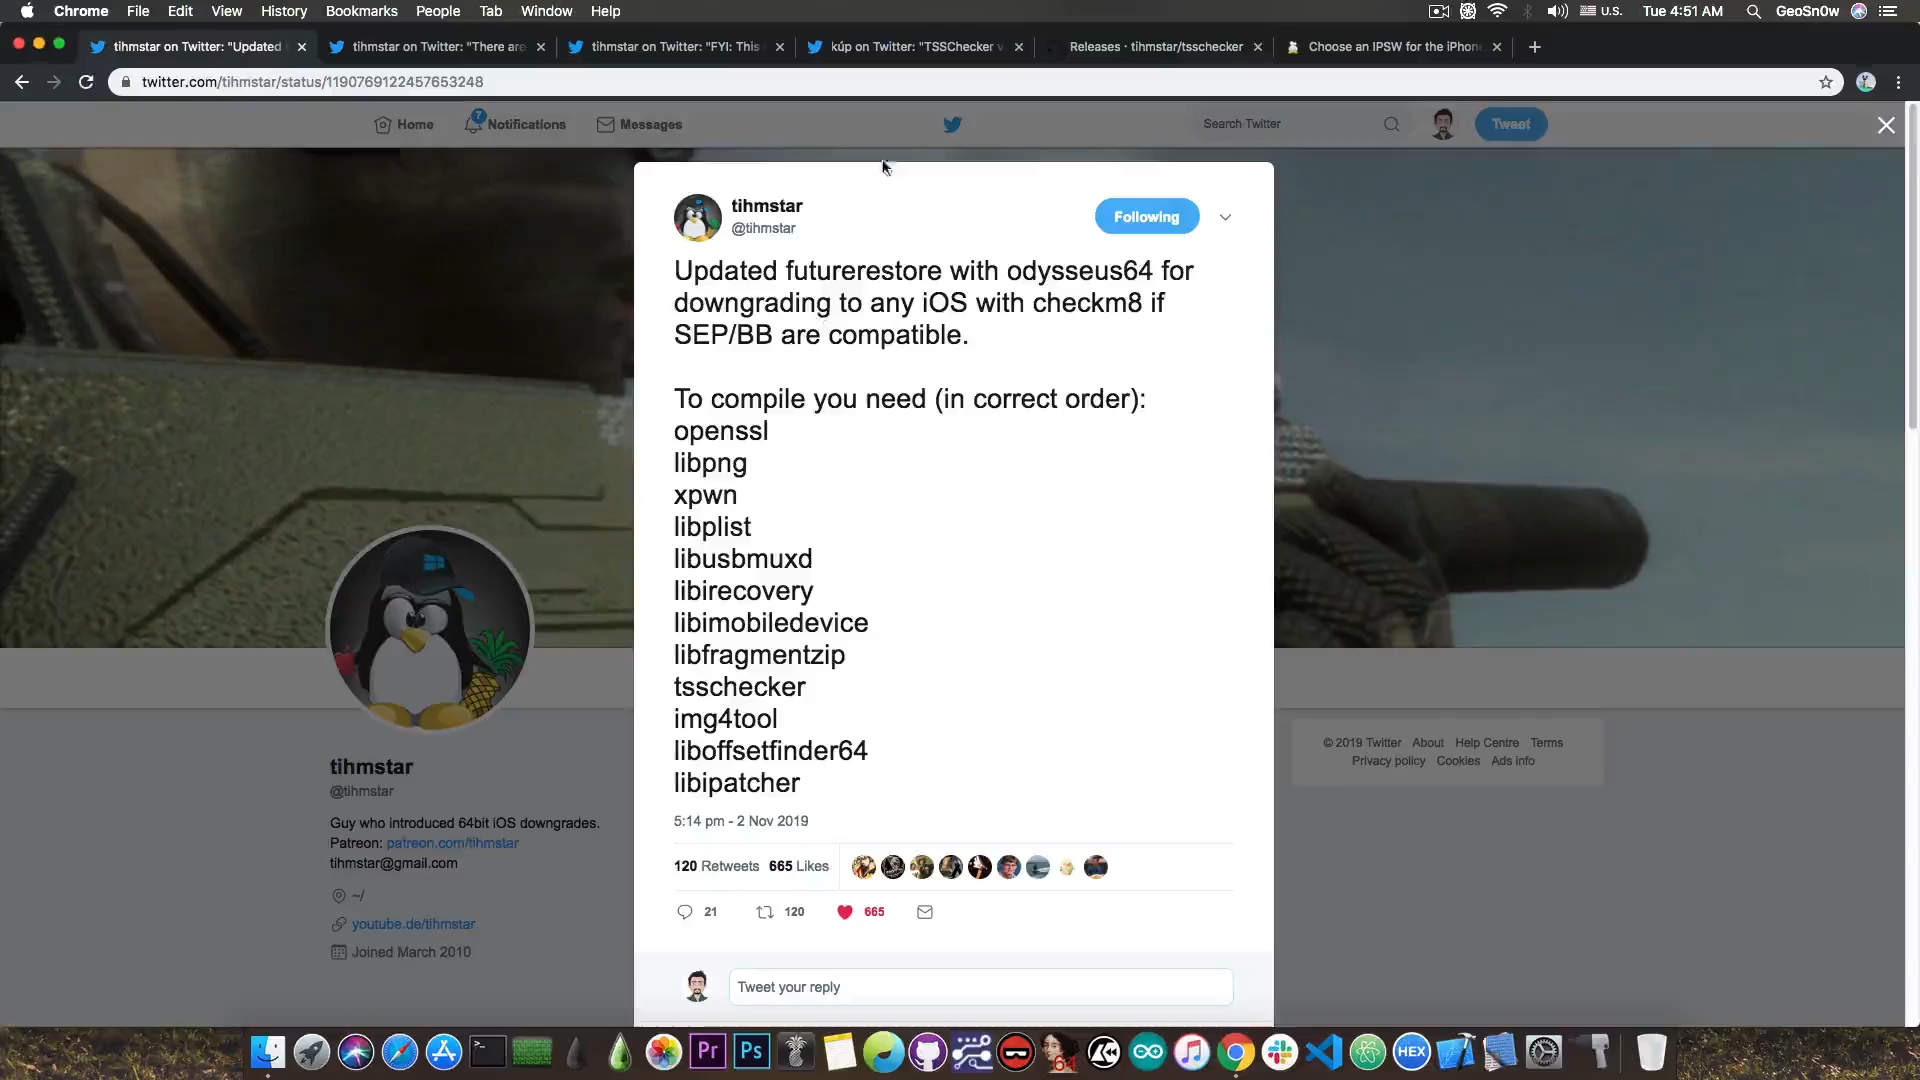 Chrome File Edit View History Bookmarks People Tab Window Help U.S. Tue 4:51 AM GeoSn0w
tihmstar on Twitter: "Updated
tihmstar on Twitter: "There are
tihmstar on Twitter: "FYI: This
kúp on Twitter: "TSSChecker v
Releases · tihmstar/tsschecker
Choose an IPSW for the iPhon
twitter.com/tihmstar/status/1190769122457653248
Home 7 Notifications Messages Search Twitter Tweet
tihmstar
@tihmstar
Following
Updated futurerestore with odysseus64 for
downgrading to any iOS with checkm8 if
SEP/BB are compatible.
To compile you need (in correct order):
openssl
libpng
xpwn
libplist
libusbmuxd
libirecovery
libimobiledevice
libfragmentzip
tsschecker
img4tool
liboffsetfinder64
libipatcher
5:14 pm - 2 Nov 2019
120 Retweets 665 Likes
21 120 665
Tweet your reply
tihmstar
@tihmstar
Guy who introduced 64bit iOS downgrades.
Patreon: patreon.com/tihmstar
tihmstar@gmail.com
~/
youtube.de/tihmstar
Joined March 2010
© 2019 Twitter About Help Centre Terms
Privacy policy Cookies Ads info
Pr Ps 64 HEX